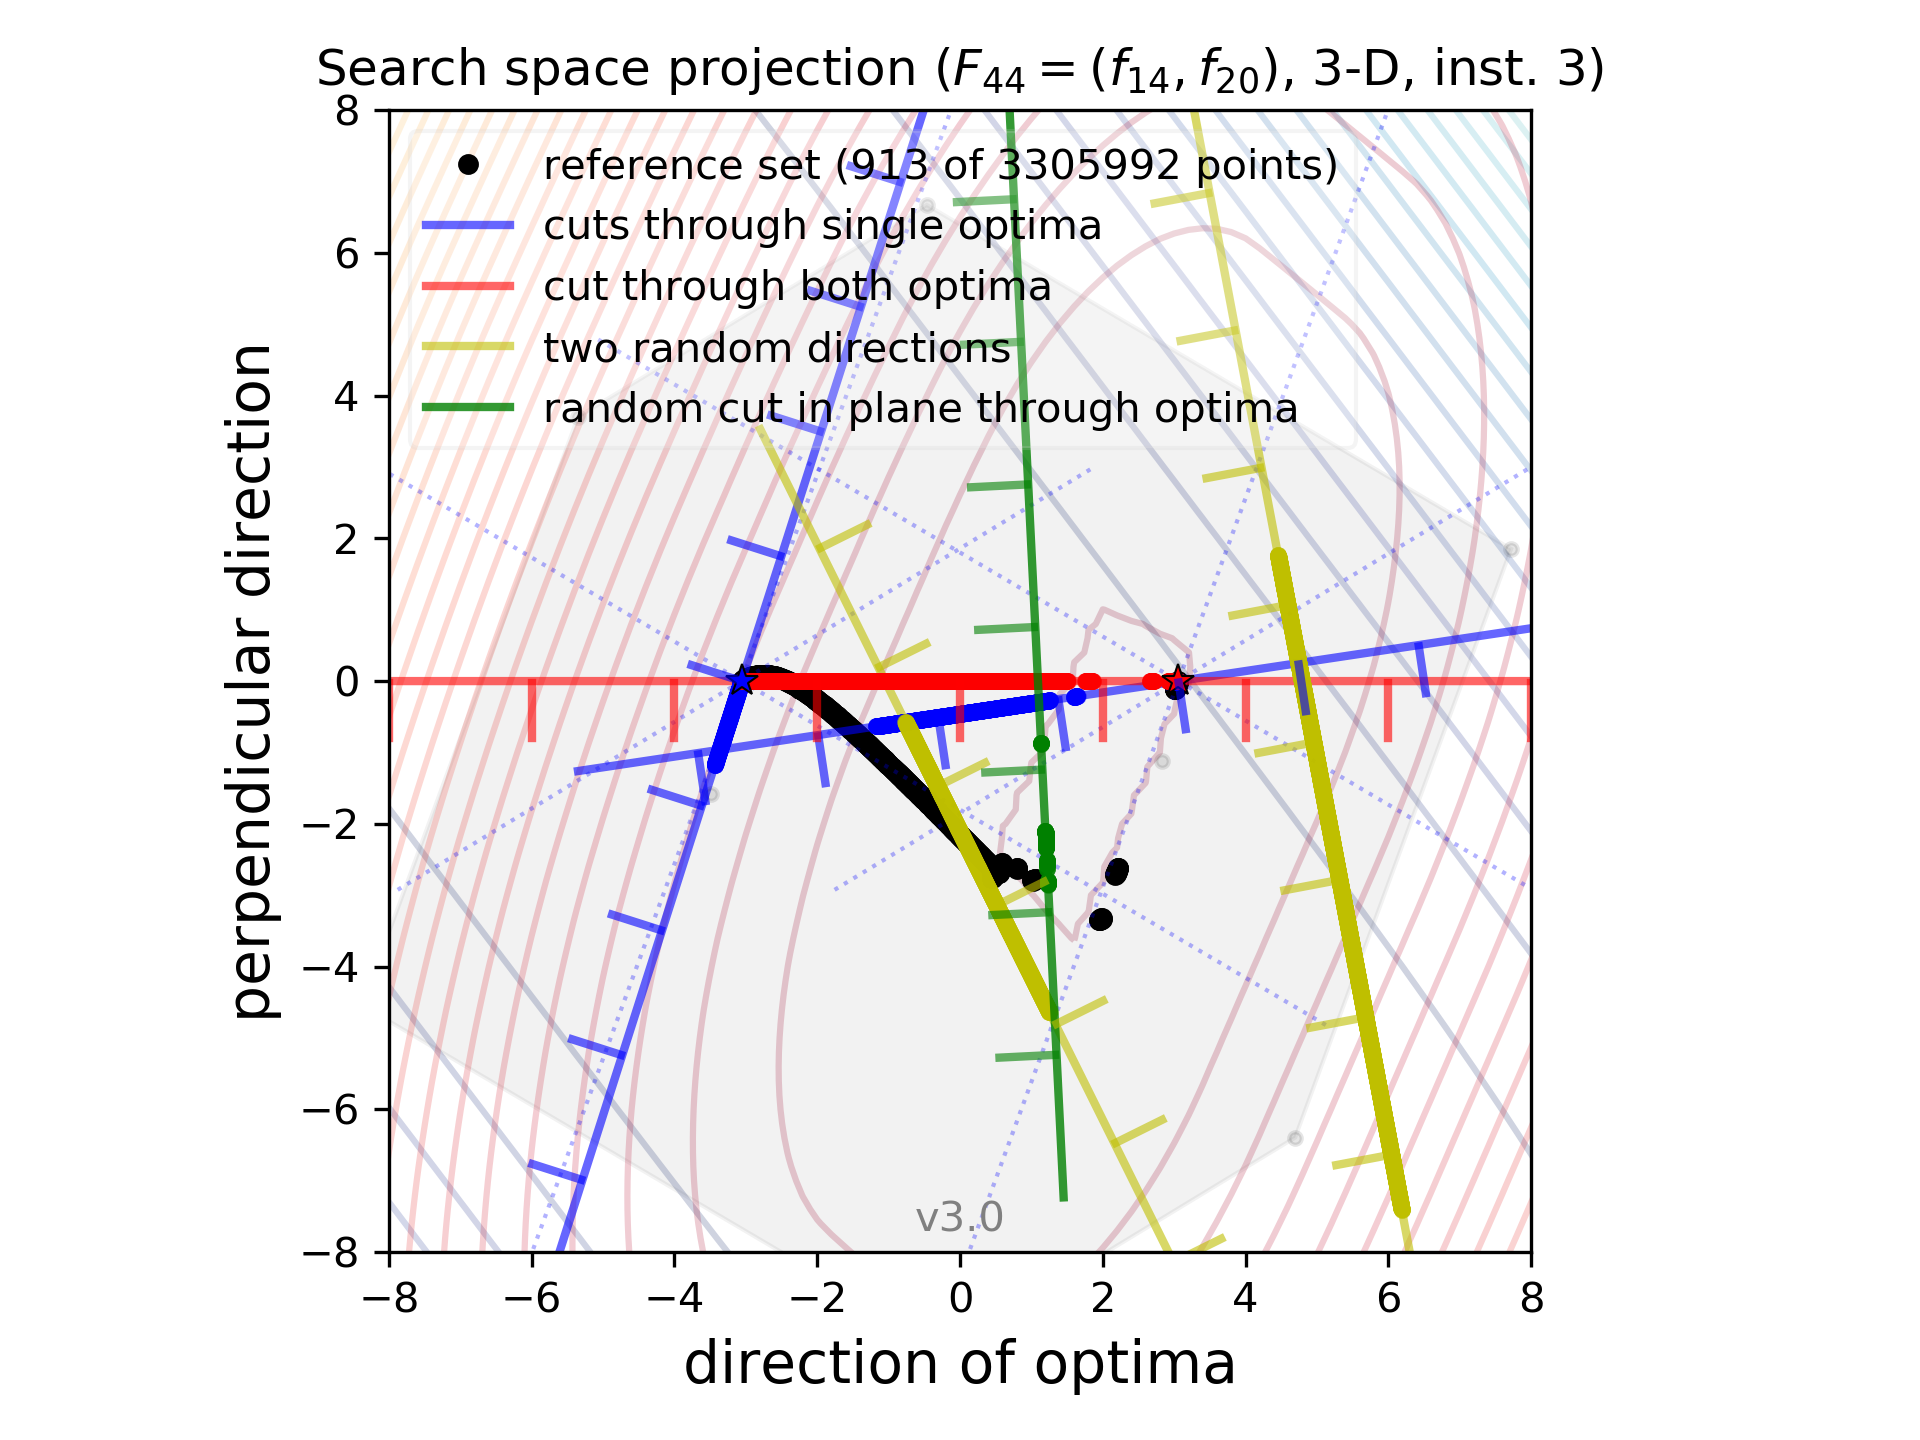 Search space projection (F44 = (f14, f20), 3-D, inst. 3)
reference set (913 of 3305992 points)
cuts through single optima
cut through both optima
two random directions
random cut in plane through optima
perpendicular direction
8
6
4
2
0
−2
−4
−6
−8
v3.0
−8 −6 −4 −2 0 2 4 6 8
direction of optima